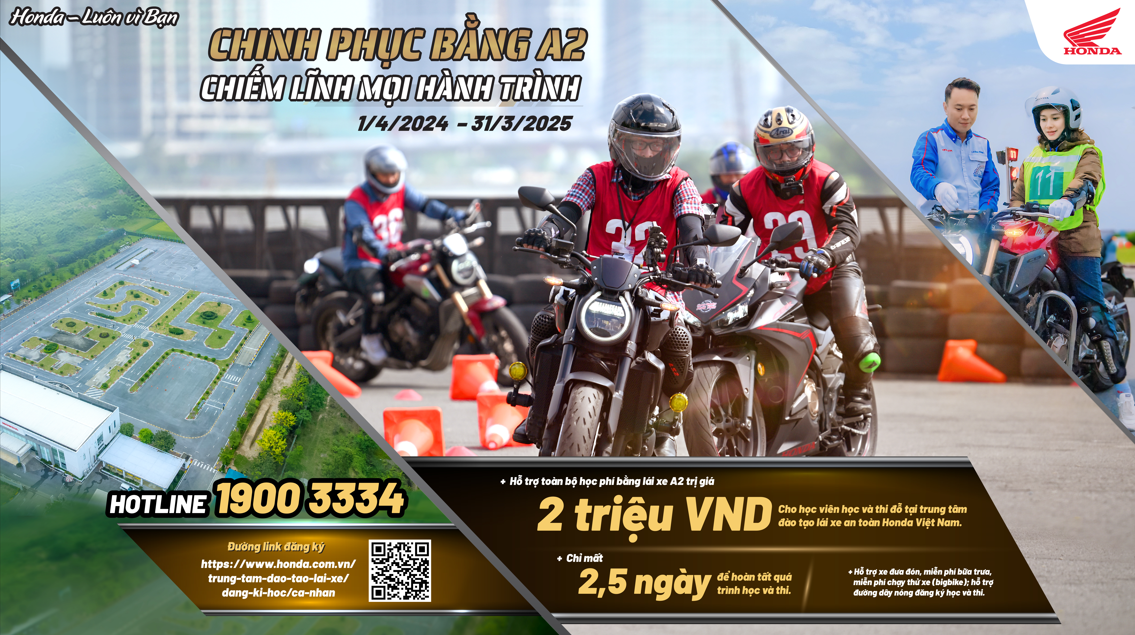 Honda – Luôn vì Bạn
CHINH PHỤC BẰNG A2
CHIẾM LĨNH MỌI HÀNH TRÌNH
1/4/2024 – 31/3/2025
HONDA
36
33
29
Arai
11
HOTLINE 1900 3334
Đường link đăng ký
https://www.honda.com.vn/
trung-tam-dao-tao-lai-xe/
dang-ki-hoc/ca-nhan
+ Hỗ trợ toàn bộ học phí bằng lái xe A2 trị giá
2 triệu VND
Cho học viên học và thi đỗ tại trung tâm
đào tạo lái xe an toàn Honda Việt Nam.
+ Chỉ mất
2,5 ngày
để hoàn tất quá
trình học và thi.
+ Hỗ trợ xe đưa đón, miễn phí bữa trưa,
miễn phí chạy thử xe (bigbike); hỗ trợ
đường dây nóng đăng ký học và thi.